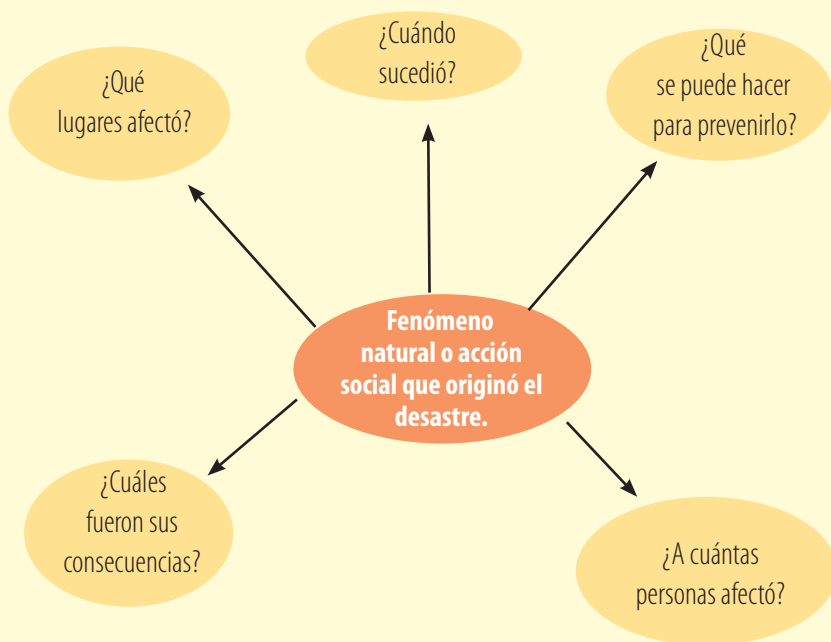 ¿Qué
lugares afectó?
¿Cuándo
sucedió?
¿Qué
se puede hacer
para prevenirlo?
Fenómeno
natural o acción
social que originó el
desastre.
¿Cuáles
fueron sus
consecuencias?
¿A cuántas
personas afectó?